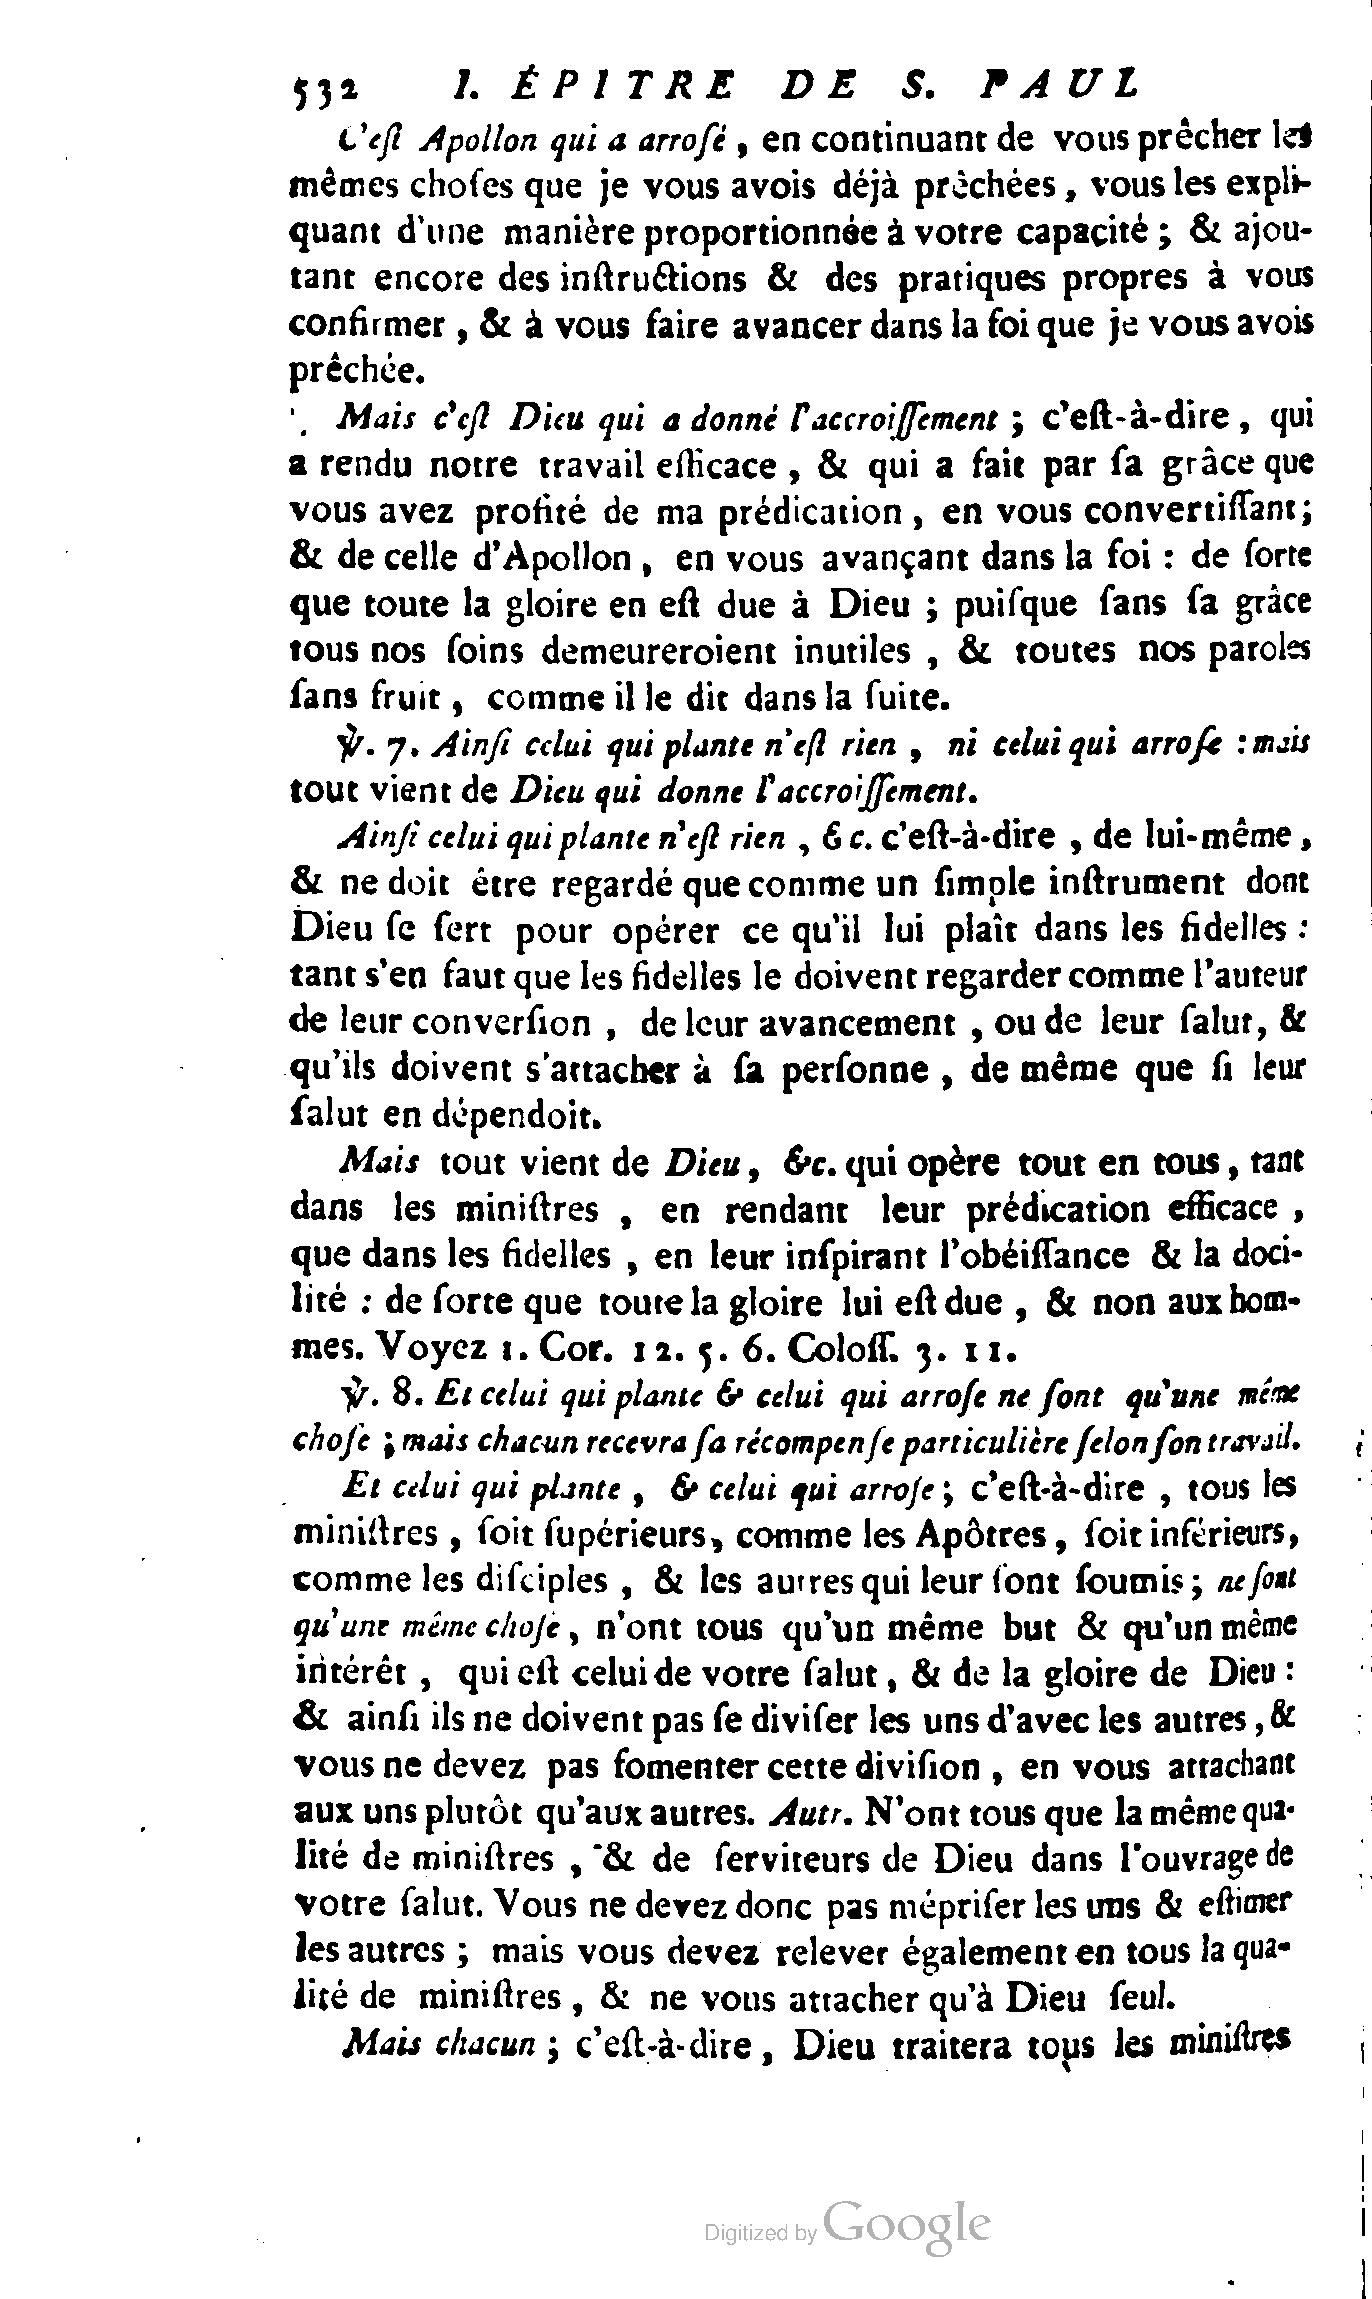 532 I. ÉPITRE DE S. PAUL
C'eſt Apollon qui a arroſé, en continuant de vous prêcher les
mêmes choſes que je vous avois déjà prêchées, vous les expli-
quant d'une manière proportionnée à votre capacité; & ajou-
tant encore des inſtructions & des pratiques propres à vous
confirmer, & à vous faire avancer dans la foi que je vous avois
prêchée.
Mais c'eſt Dieu qui a donné l'accroiſſement; c'eſt-à-dire, qui
a rendu notre travail efficace, & qui a fait par ſa grâce que
vous avez profité de ma prédication, en vous convertiſſant;
& de celle d'Apollon, en vous avançant dans la foi : de ſorte
que toute la gloire en eſt due à Dieu; puiſque ſans ſa grâce
tous nos ſoins demeureroient inutiles, & toutes nos paroles
ſans fruit, comme il le dit dans la ſuite.
℣. 7. Ainſi celui qui plante n'eſt rien, ni celui qui arroſe : mais
tout vient de Dieu qui donne l'accroiſſement.
Ainſi celui qui plante n'eſt rien, &c. c'eſt-à-dire, de lui-même,
& ne doit être regardé que comme un ſimple inſtrument dont
Dieu ſe ſert pour opérer ce qu'il lui plaît dans les fidelles :
tant s'en faut que les fidelles le doivent regarder comme l'auteur
de leur converſion, de leur avancement, ou de leur ſalut, &
qu'ils doivent s'attacher à ſa perſonne, de même que ſi leur
ſalut en dépendoit.
Mais tout vient de Dieu, &c. qui opère tout en tous, tant
dans les miniſtres, en rendant leur prédication efficace,
que dans les fidelles, en leur inſpirant l'obéiſſance & la doci-
lité : de ſorte que toute la gloire lui eſt due, & non aux hom-
mes. Voyez 1. Cor. 12. 5. 6. Coloſſ. 3. 11.
℣. 8. Et celui qui plante & celui qui arroſe ne ſont qu'une même
choſe; mais chacun recevra ſa récompenſe particulière ſelon ſon travail.
Et celui qui plante, & celui qui arroſe; c'eſt-à-dire, tous les
miniſtres, ſoit ſupérieurs, comme les Apôtres, ſoit inférieurs,
comme les diſciples, & les autres qui leur ſont ſoumis; ne ſont
qu'une même choſe, n'ont tous qu'un même but & qu'un même
intérêt, qui eſt celui de votre ſalut, & de la gloire de Dieu :
& ainſi ils ne doivent pas ſe diviſer les uns d'avec les autres, &
vous ne devez pas fomenter cette diviſion, en vous attachant
aux uns plutôt qu'aux autres. Autr. N'ont tous que la même qua-
lité de miniſtres, & de ſerviteurs de Dieu dans l'ouvrage de
votre ſalut. Vous ne devez donc pas mépriſer les uns & eſtimer
les autres; mais vous devez relever également en tous la qua-
lité de miniſtres, & ne vous attacher qu'à Dieu ſeul.
Mais chacun; c'eſt-à-dire, Dieu traitera tous les miniſtres
Digitized by Google